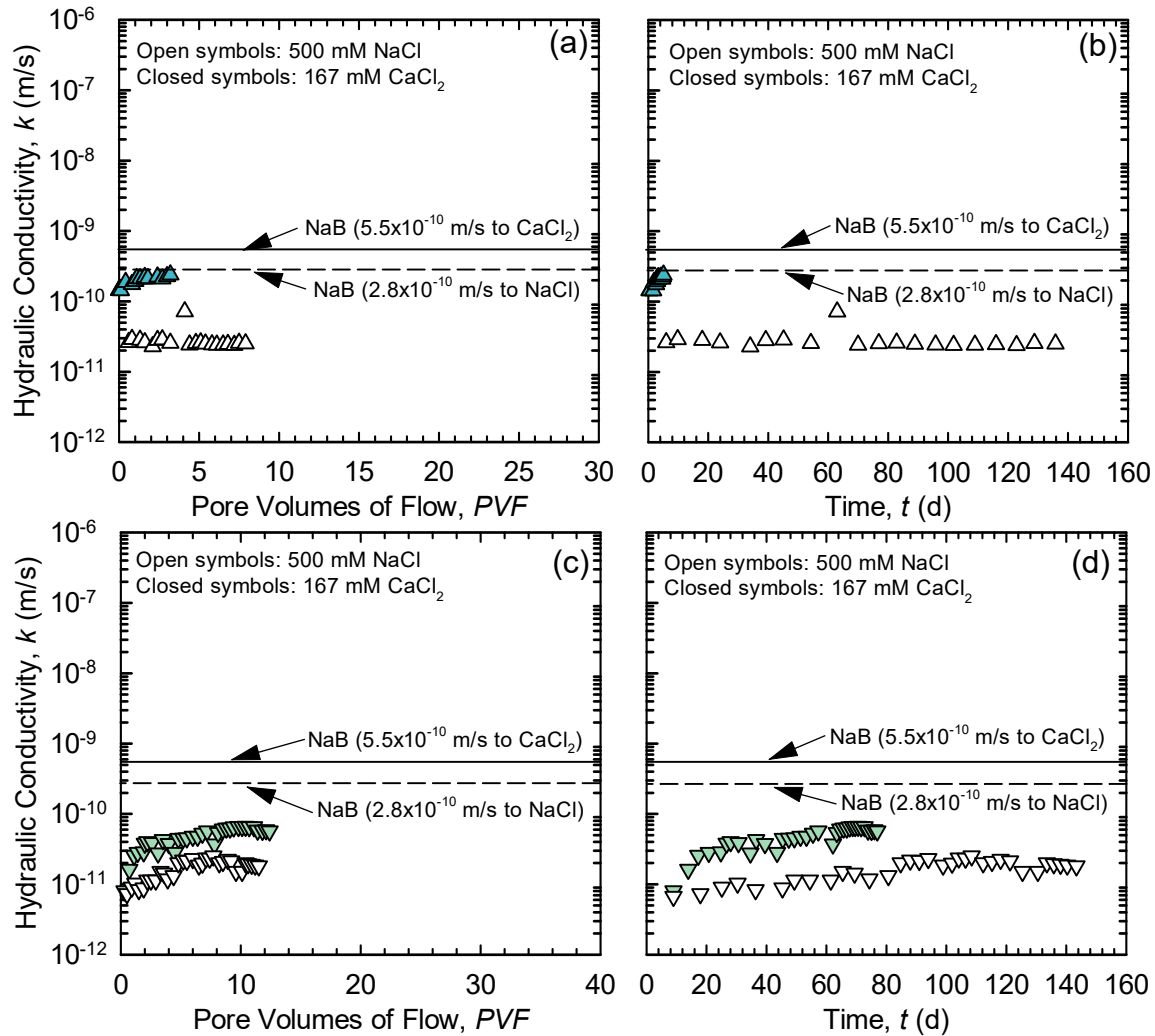 (a)
Open symbols: 500 mM NaCl
Closed symbols: 167 mM CaCl₂
NaB (5.5x10⁻¹⁰ m/s to CaCl₂)
NaB (2.8x10⁻¹⁰ m/s to NaCl)
Hydraulic Conductivity, k (m/s)
10⁻⁶
10⁻⁷
10⁻⁸
10⁻⁹
10⁻¹⁰
10⁻¹¹
10⁻¹²
0 5 10 15 20 25 30
Pore Volumes of Flow, PVF
(b)
Open symbols: 500 mM NaCl
Closed symbols: 167 mM CaCl₂
NaB (5.5x10⁻¹⁰ m/s to CaCl₂)
NaB (2.8x10⁻¹⁰ m/s to NaCl)
0 20 40 60 80 100 120 140 160
Time, t (d)
(c)
Open symbols: 500 mM NaCl
Closed symbols: 167 mM CaCl₂
NaB (5.5x10⁻¹⁰ m/s to CaCl₂)
NaB (2.8x10⁻¹⁰ m/s to NaCl)
Hydraulic Conductivity, k (m/s)
10⁻⁶
10⁻⁷
10⁻⁸
10⁻⁹
10⁻¹⁰
10⁻¹¹
10⁻¹²
0 10 20 30 40
Pore Volumes of Flow, PVF
(d)
Open symbols: 500 mM NaCl
Closed symbols: 167 mM CaCl₂
NaB (5.5x10⁻¹⁰ m/s to CaCl₂)
NaB (2.8x10⁻¹⁰ m/s to NaCl)
0 20 40 60 80 100 120 140 160
Time, t (d)